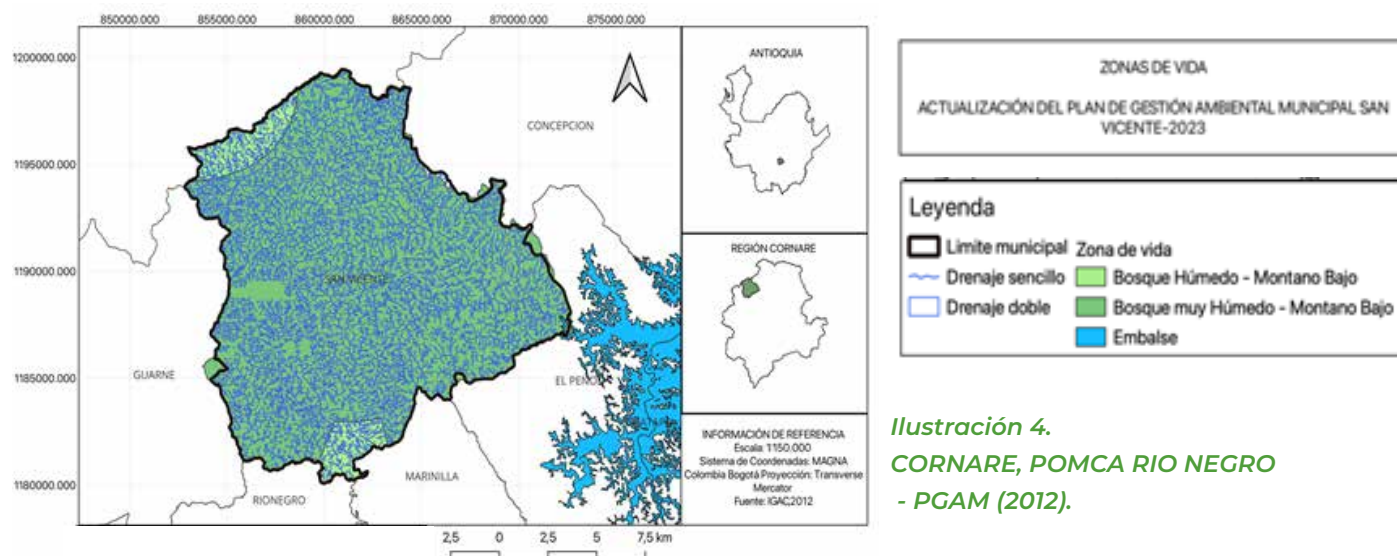 850000.000 855000.000 860000.000 865000.000 870000.000 875000.000
1200000.000
1195000.000
1190000.000
1185000.000
1180000.000
CONCEPCION
SAN VICENTE
GUARNE
EL PEÑOL
MARINILLA
RIONEGRO
2,5 0 2,5 5 7,5 km
ANTIOQUIA
REGIÓN CORNARE
INFORMACIÓN DE REFERENCIA
Escala: 1:150.000
Sistema de Coordenadas: MAGNA
Colombia Bogotá Proyección: Transverse
Mercator
Fuente: IGAC,2012
ZONAS DE VIDA
ACTUALIZACIÓN DEL PLAN DE GESTIÓN AMBIENTAL MUNICIPAL SAN
VICENTE-2023
Leyenda
Limite municipal
Drenaje sencillo
Drenaje doble
Zona de vida
Bosque Húmedo - Montano Bajo
Bosque muy Húmedo - Montano Bajo
Embalse
Ilustración 4.
CORNARE, POMCA RIO NEGRO
- PGAM (2012).